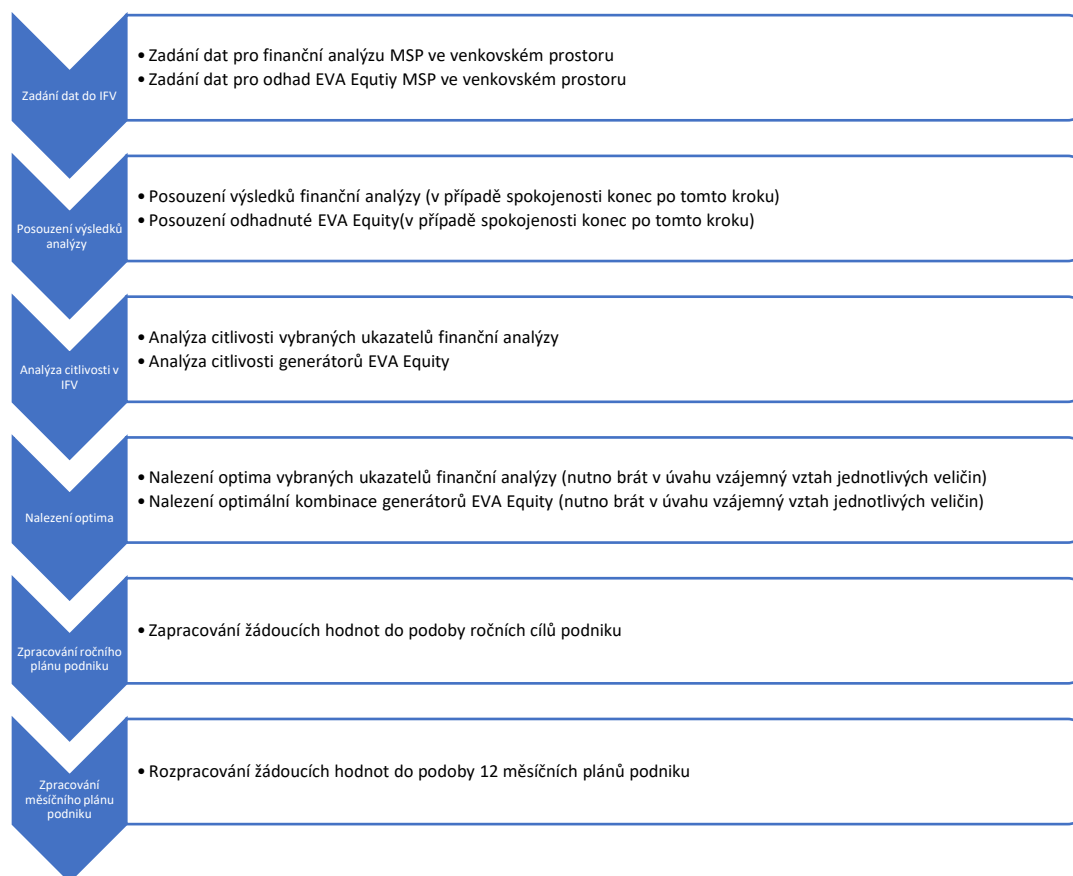 Zadání dat do IFV
• Zadání dat pro finanční analýzu MSP ve venkovském prostoru
• Zadání dat pro odhad EVA Equtiy MSP ve venkovském prostoru
Posouzení výsledků
analýzy
• Posouzení výsledků finanční analýzy (v případě spokojenosti konec po tomto kroku)
• Posouzení odhadnuté EVA Equity(v případě spokojenosti konec po tomto kroku)
Analýza citlivosti v
IFV
• Analýza citlivosti vybraných ukazatelů finanční analýzy
• Analýza citlivosti generátorů EVA Equity
Nalezení optima
• Nalezení optima vybraných ukazatelů finanční analýzy (nutno brát v úvahu vzájemný vztah jednotlivých veličin)
• Nalezení optimální kombinace generátorů EVA Equity (nutno brát v úvahu vzájemný vztah jednotlivých veličin)
Zpracování ročního
plánu podniku
• Zapracování žádoucích hodnot do podoby ročních cílů podniku
Zpracování
měsíčního plánu
podniku
• Rozpracování žádoucích hodnot do podoby 12 měsíčních plánů podniku